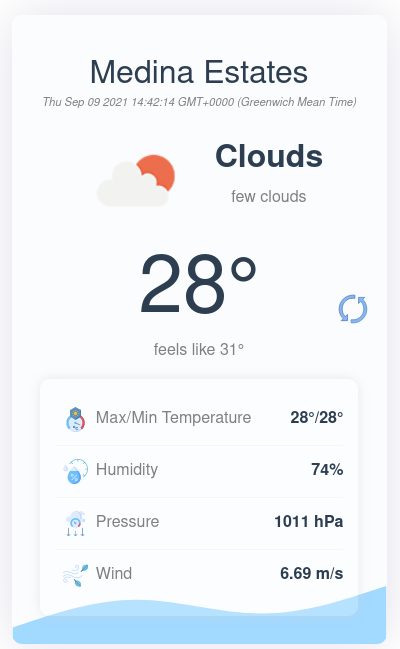 Medina Estates
Thu Sep 09 2021 14:42:14 GMT+0000 (Greenwich Mean Time)
Clouds
few clouds
28°
feels like 31°
Max/Min Temperature 28°/28°
Humidity 74%
Pressure 1011 hPa
Wind 6.69 m/s